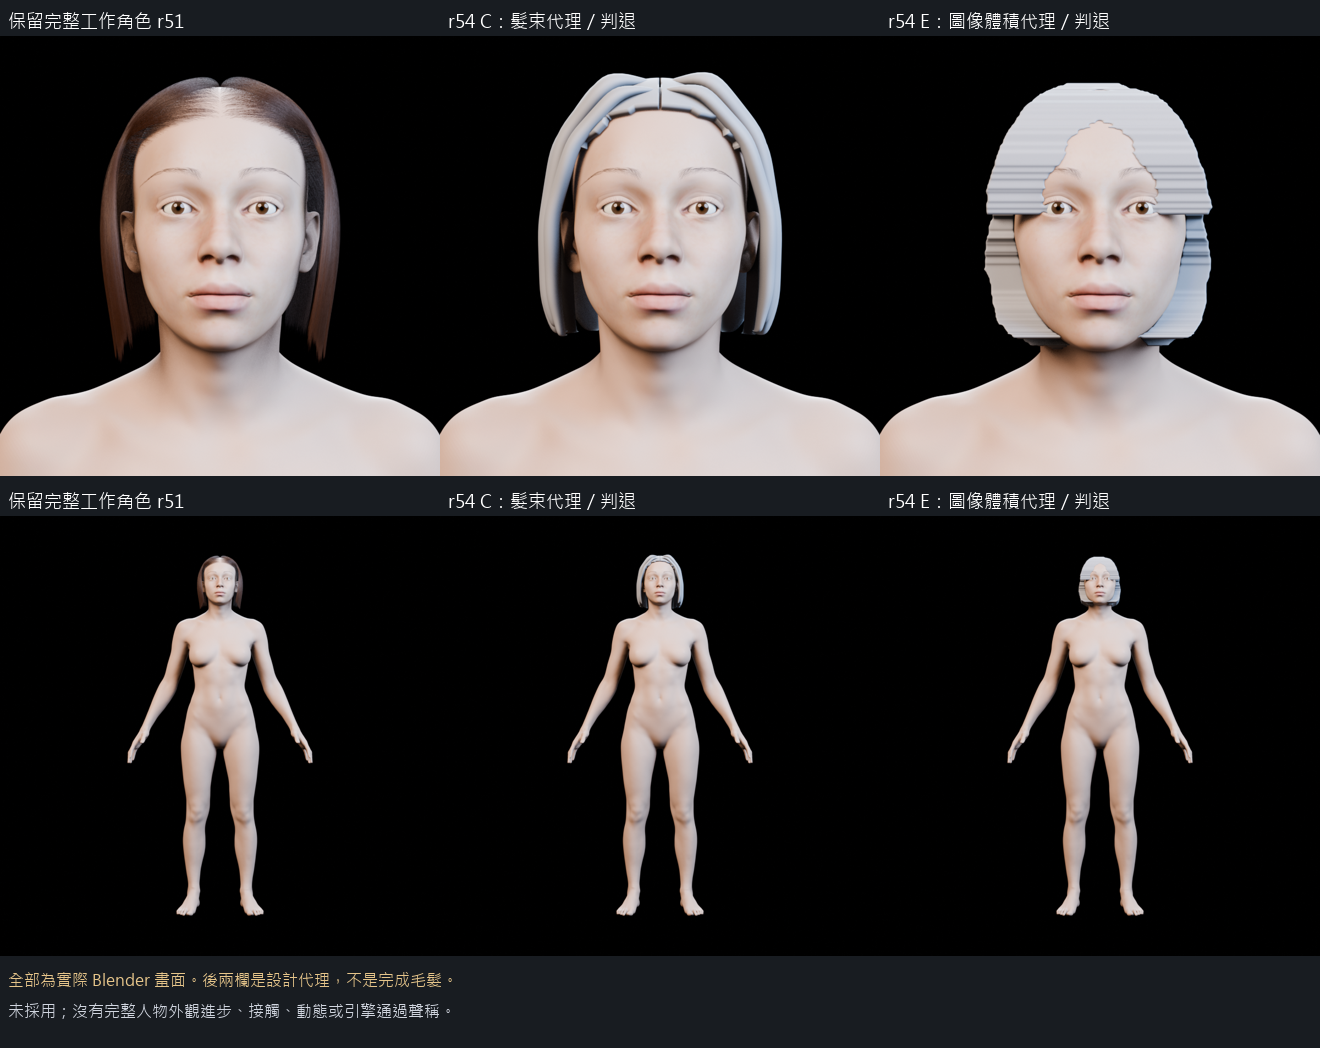 保留完整工作角色 r51
r54 C：髮束代理 / 判退
r54 E：圖像體積代理 / 判退
保留完整工作角色 r51
r54 C：髮束代理 / 判退
r54 E：圖像體積代理 / 判退
全部為實際 Blender 畫面。後兩欄是設計代理，不是完成毛髮。
未採用；沒有完整人物外觀進步、接觸、動態或引擎通過聲稱。